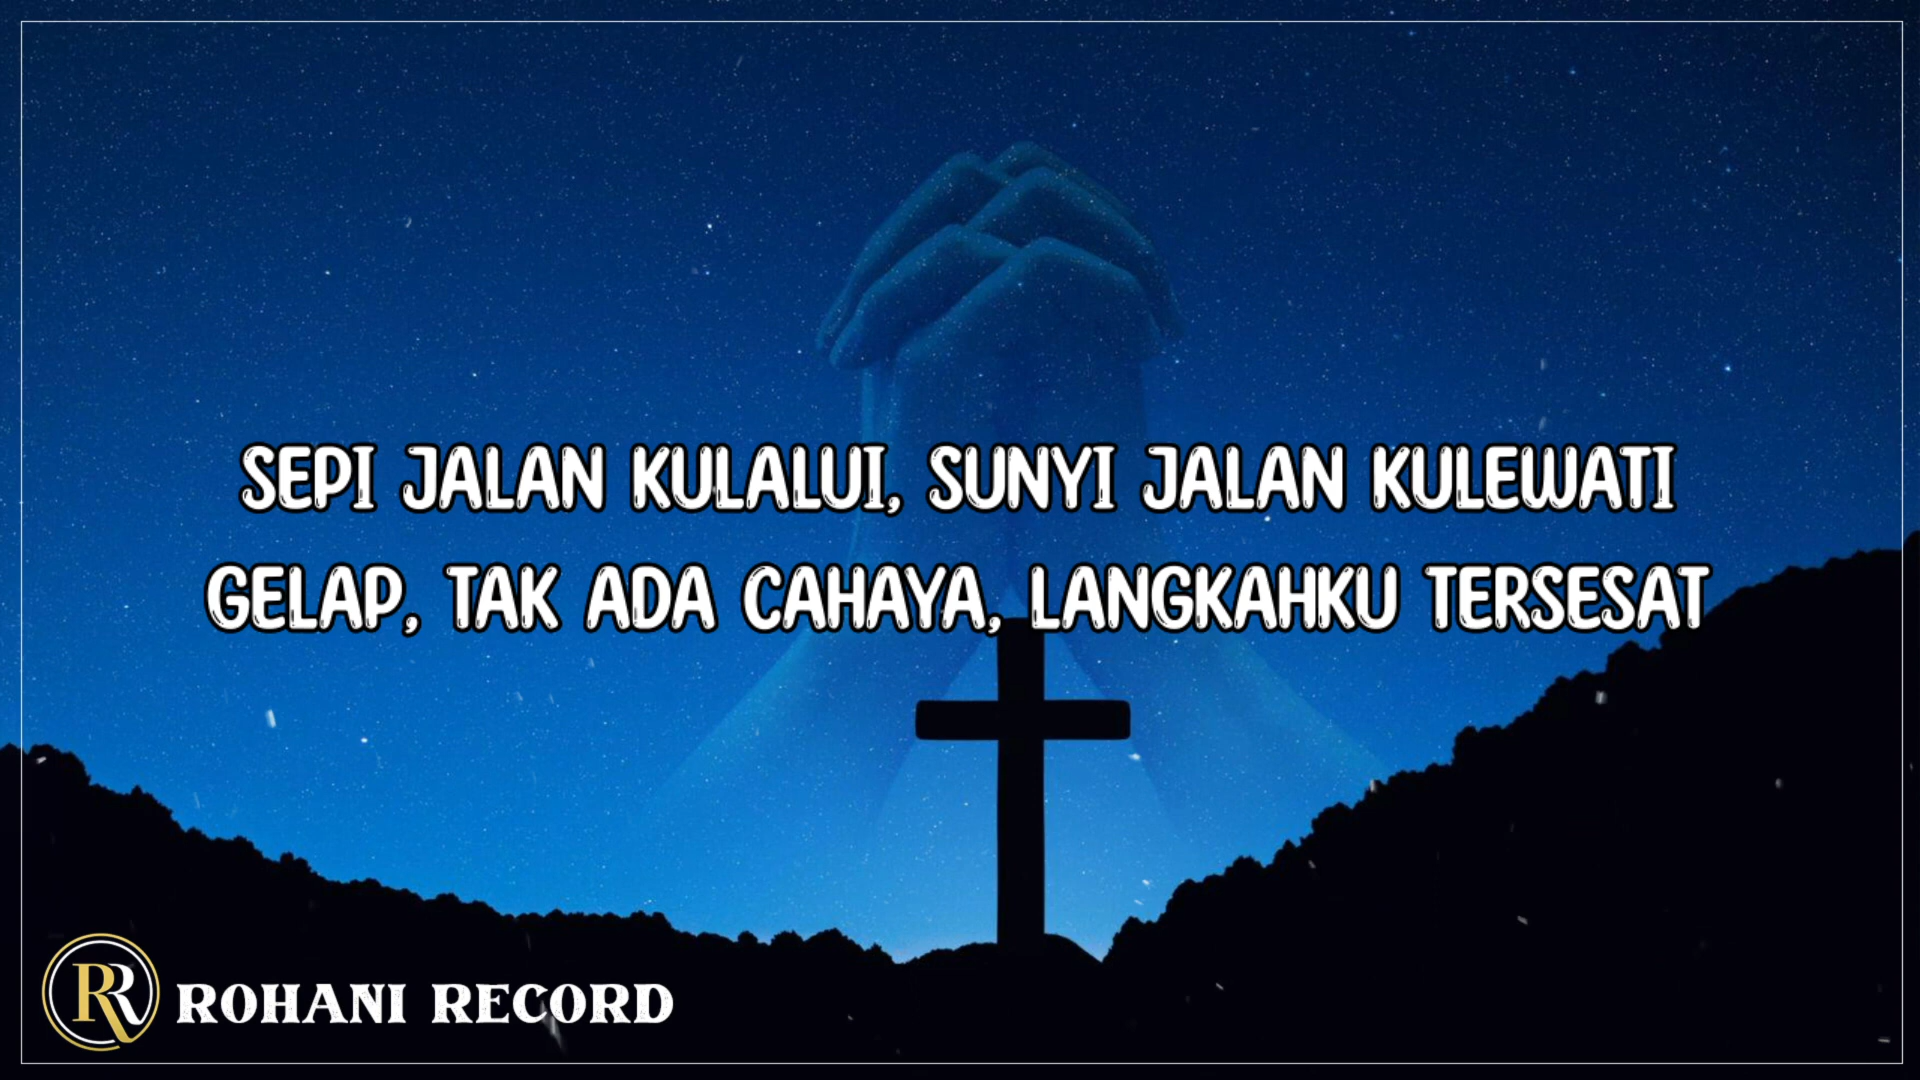 SEPI JALAN KULALUI, SUNYI JALAN KULEWATI
GELAP, TAK ADA CAHAYA, LANGKAHKU TERSESAT
RR ROHANI RECORD